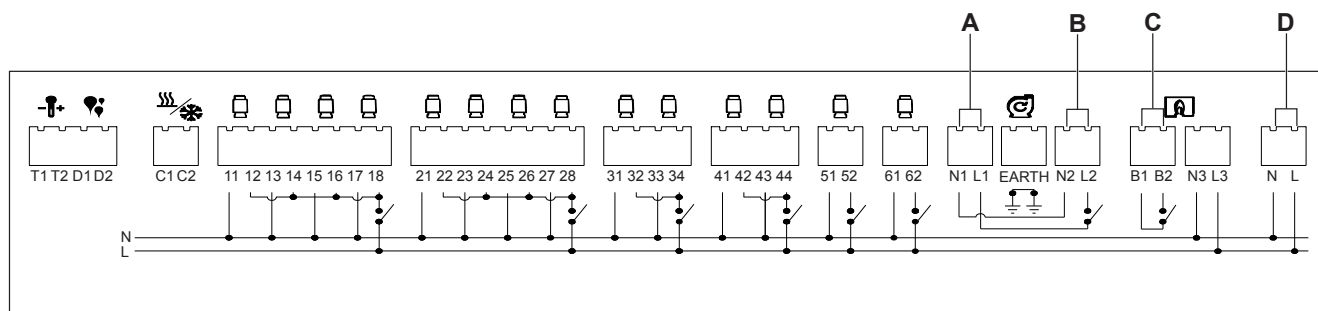 A B C D
T1 T2 D1 D2 C1 C2 11 12 13 14 15 16 17 18 21 22 23 24 25 26 27 28 31 32 33 34 41 42 43 44 51 52 61 62 N1 L1 EARTH N2 L2 B1 B2 N3 L3 N L
N
L